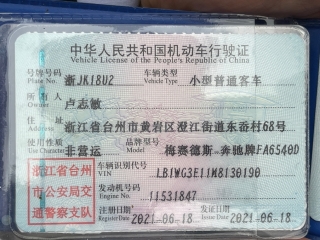 中华人民共和国机动车行驶证
Vehicle License of the People's Republic of China
号牌号码 浙JK18U2 车辆类型 小型普通客车
Plate No. Vehicle Type
所有人 卢志敏
Owner
住址 浙江省台州市黄岩区澄江街道东岙村68号
Address
使用性质 非营运 品牌型号 梅赛德斯-奔驰牌FA6540D
Use Character Model
浙江省台州市公安局交通警察支队
车辆识别代号 LB1WG3E11M8130190
VIN
发动机号码 11531847
Engine No.
注册日期 2021-06-18 发证日期 2021-06-18
Register Date Issue Date